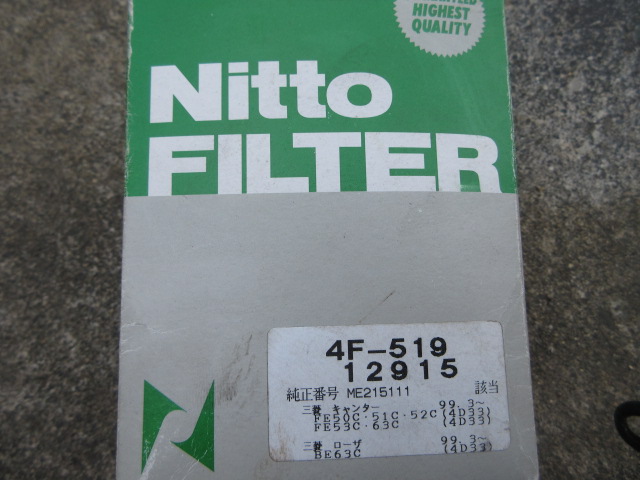 HIGHEST
QUALITY
Nitto
FILTER
4F-519
12915
純正番号 ME215111 該当
三菱 キャンター 99.3~
FE50C・51C・52C (4D33)
FE53C・63C (4D33)
三菱 ローザ 99.3~
BE63C (4D33)